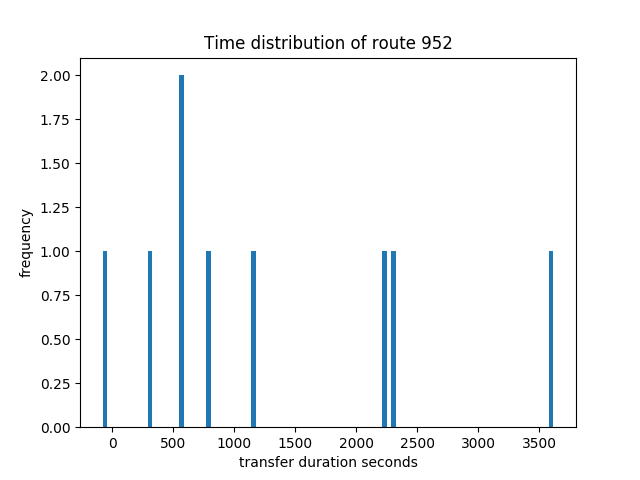 Time distribution of route 952
2.00
1.75
1.50
1.25
1.00
0.75
0.50
0.25
0.00
frequency
0 500 1000 1500 2000 2500 3000 3500
transfer duration seconds